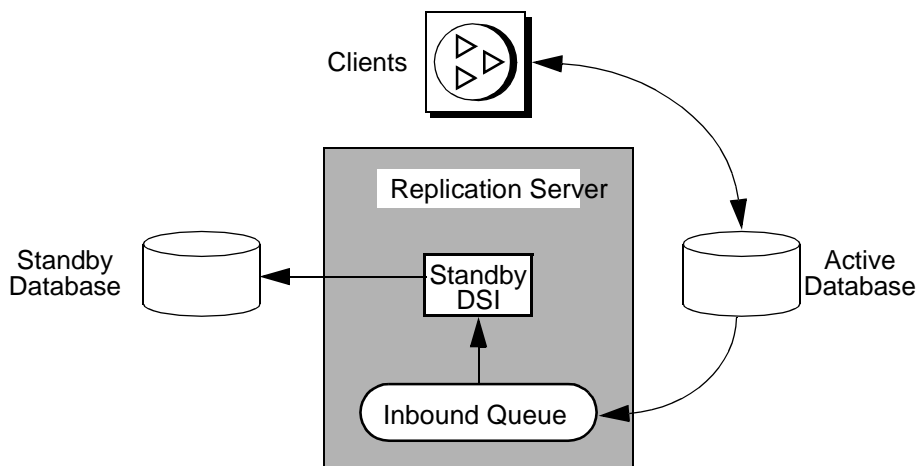 Clients
Replication Server
Standby
Database
Standby
DSI
Active
Database
Inbound Queue